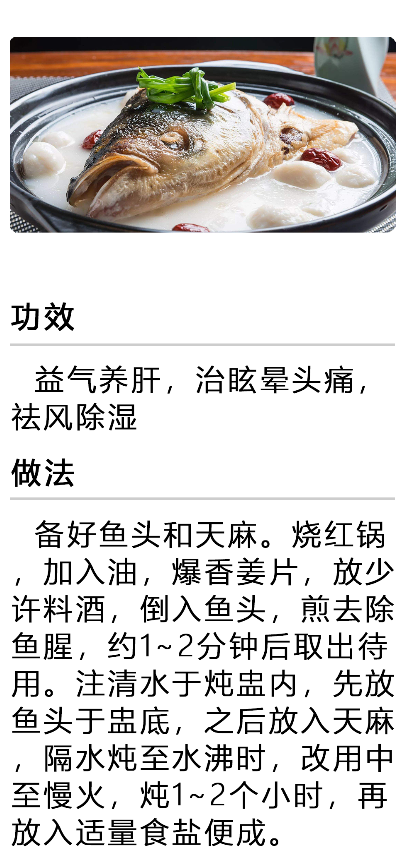 功效
益气养肝，治眩晕头痛，
祛风除湿
做法
备好鱼头和天麻。烧红锅
，加入油，爆香姜片，放少
许料酒，倒入鱼头，煎去除
鱼腥，约1~2分钟后取出待
用。注清水于炖盅内，先放
鱼头于盅底，之后放入天麻
，隔水炖至水沸时，改用中
至慢火，炖1~2个小时，再
放入适量食盐便成。